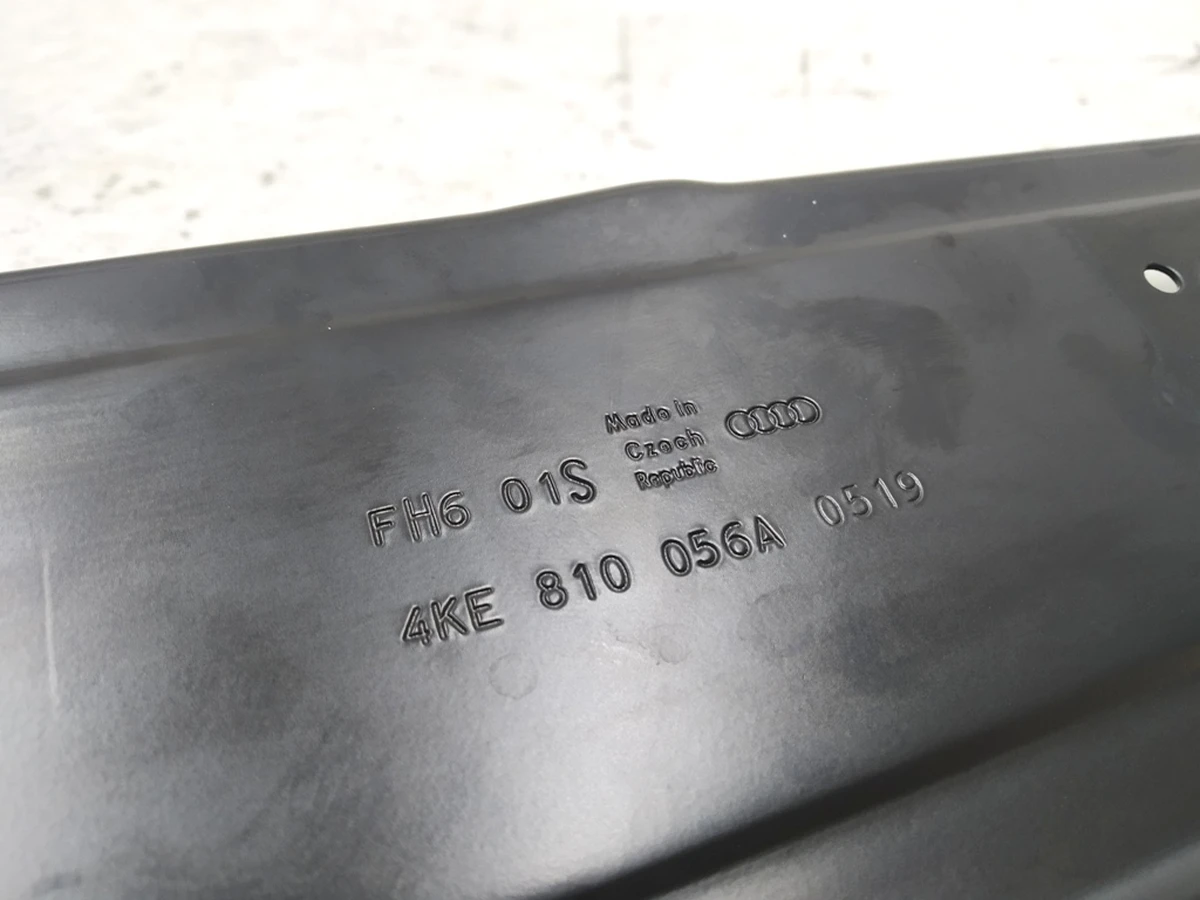 Made in
Czech
Republic
FH6 01S
4KE 810 056A 0519